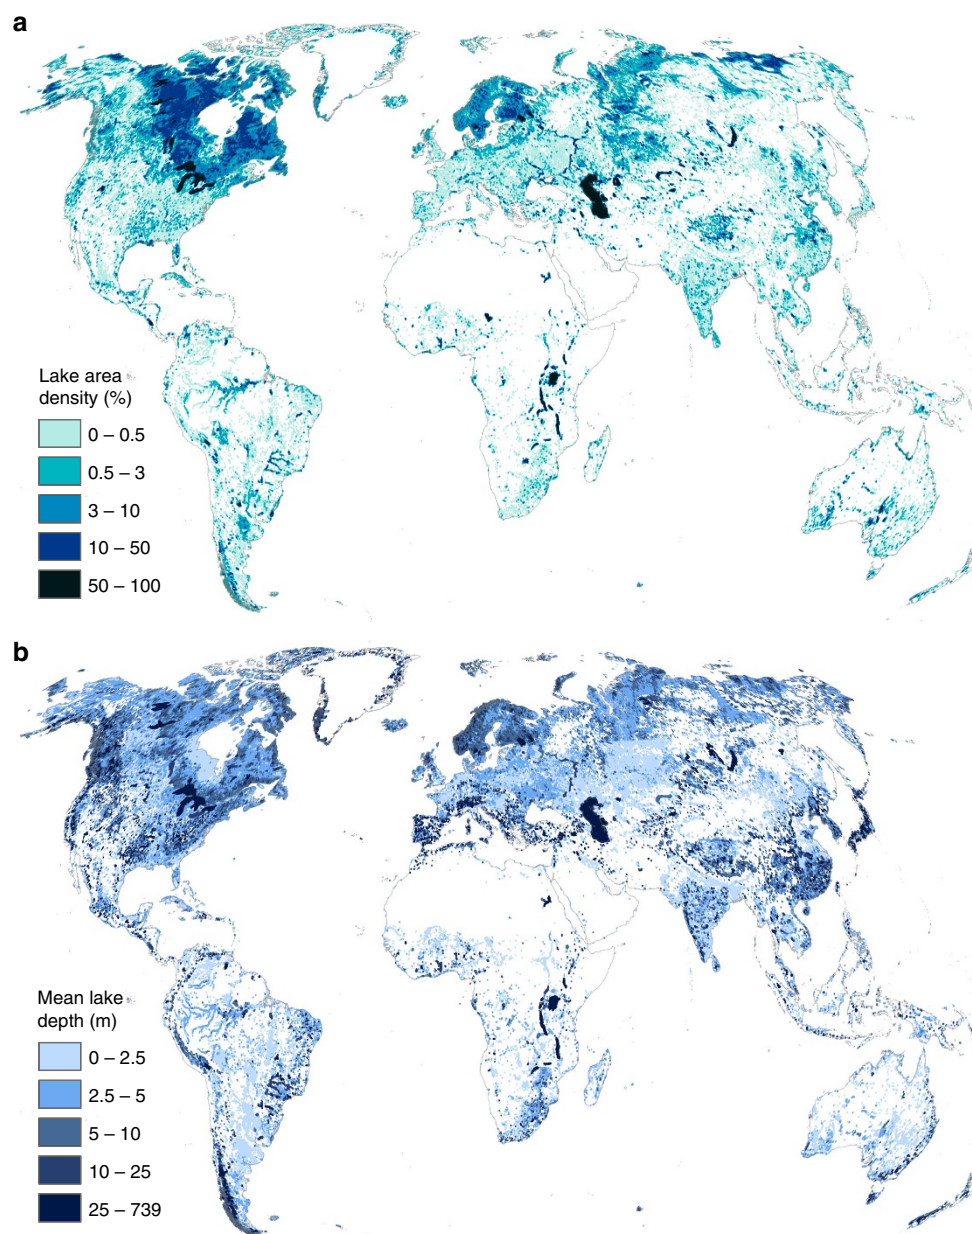 a
Lake area
density (%)
0 – 0.5
0.5 – 3
3 – 10
10 – 50
50 – 100
b
Mean lake
depth (m)
0 – 2.5
2.5 – 5
5 – 10
10 – 25
25 – 739